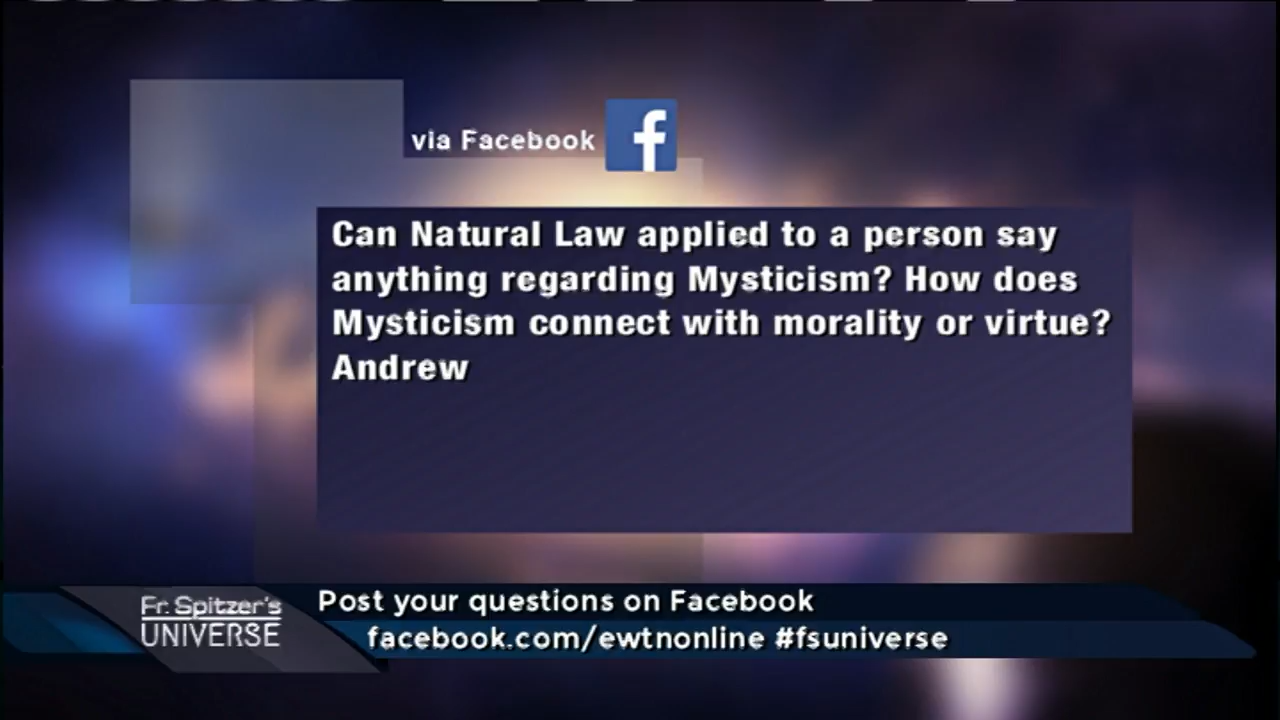 via Facebook
f
Can Natural Law applied to a person say
anything regarding Mysticism? How does
Mysticism connect with morality or virtue?
Andrew
Fr. Spitzer's
UNIVERSE
Post your questions on Facebook
facebook.com/ewtnonline #fsuniverse